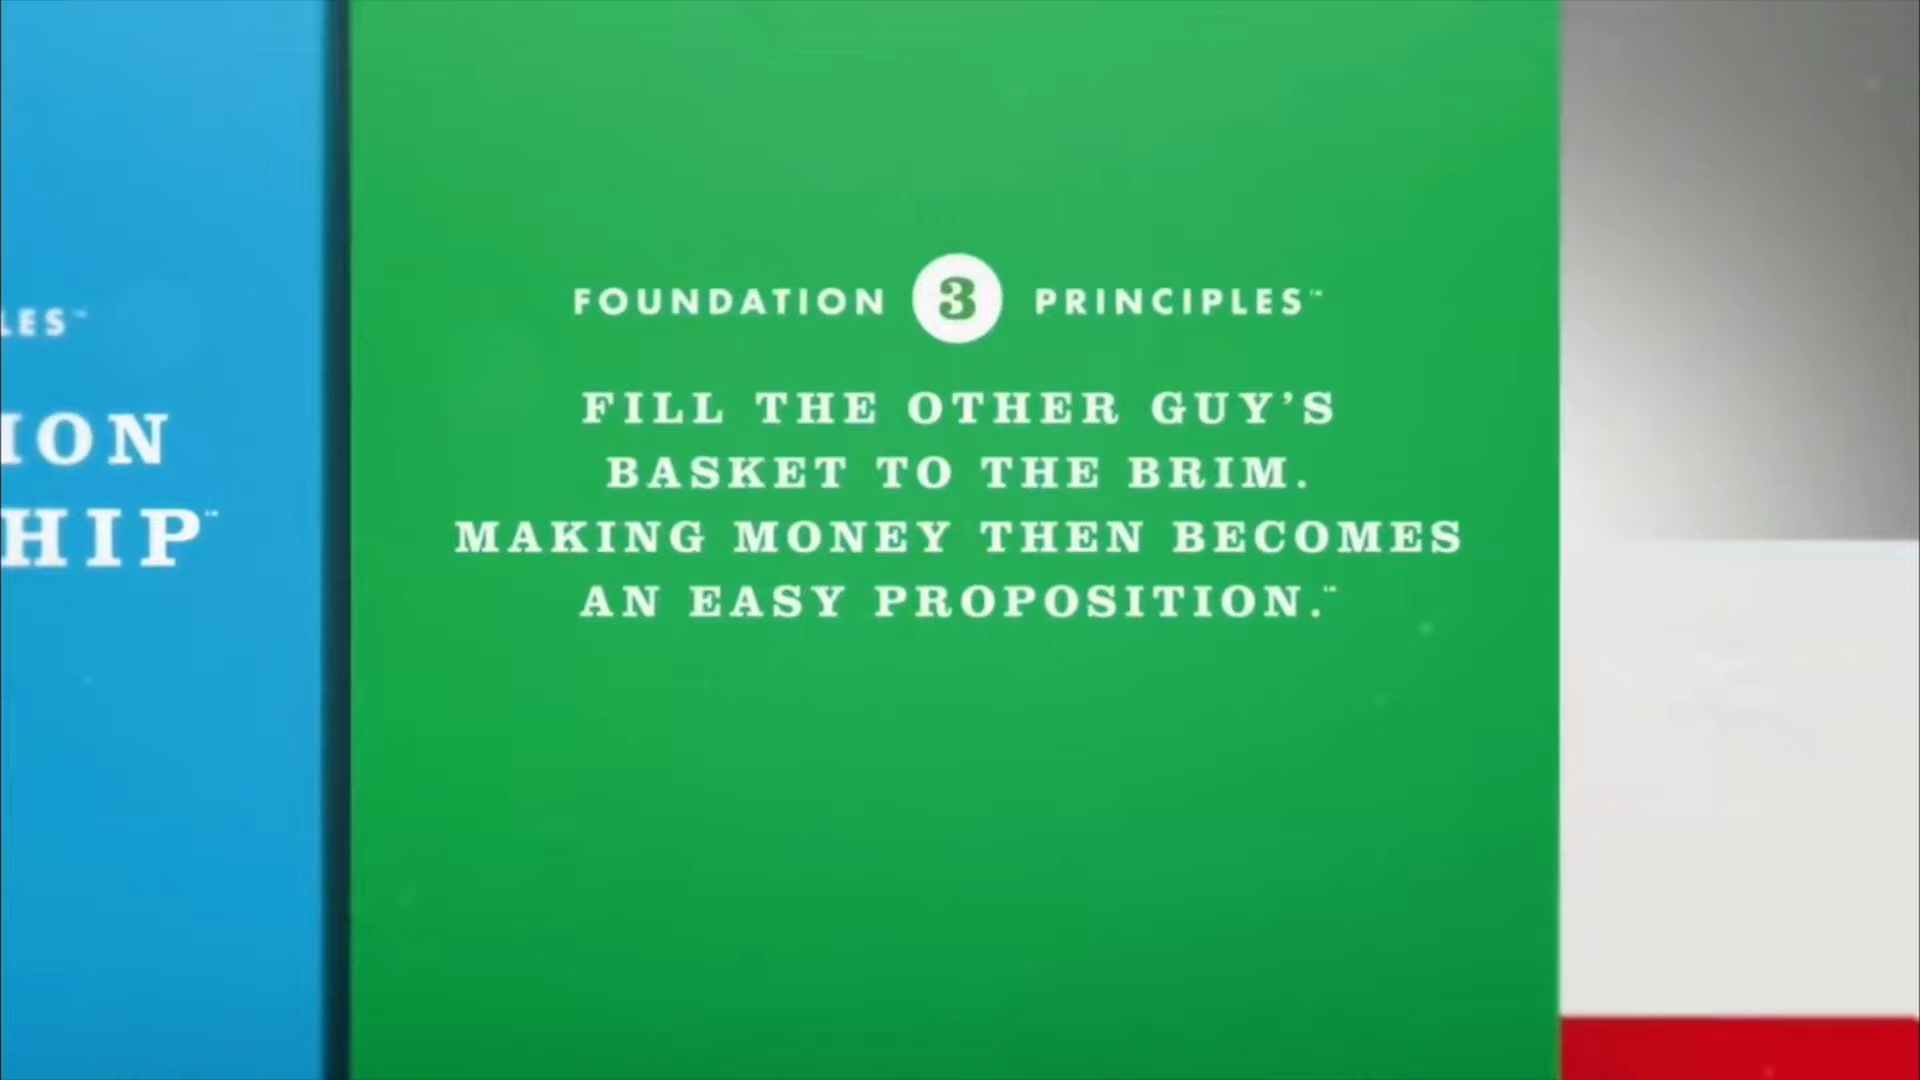 FOUNDATION 3 PRINCIPLES™
FILL THE OTHER GUY'S
BASKET TO THE BRIM.
MAKING MONEY THEN BECOMES
AN EASY PROPOSITION.™
LES™
ION
HIP™